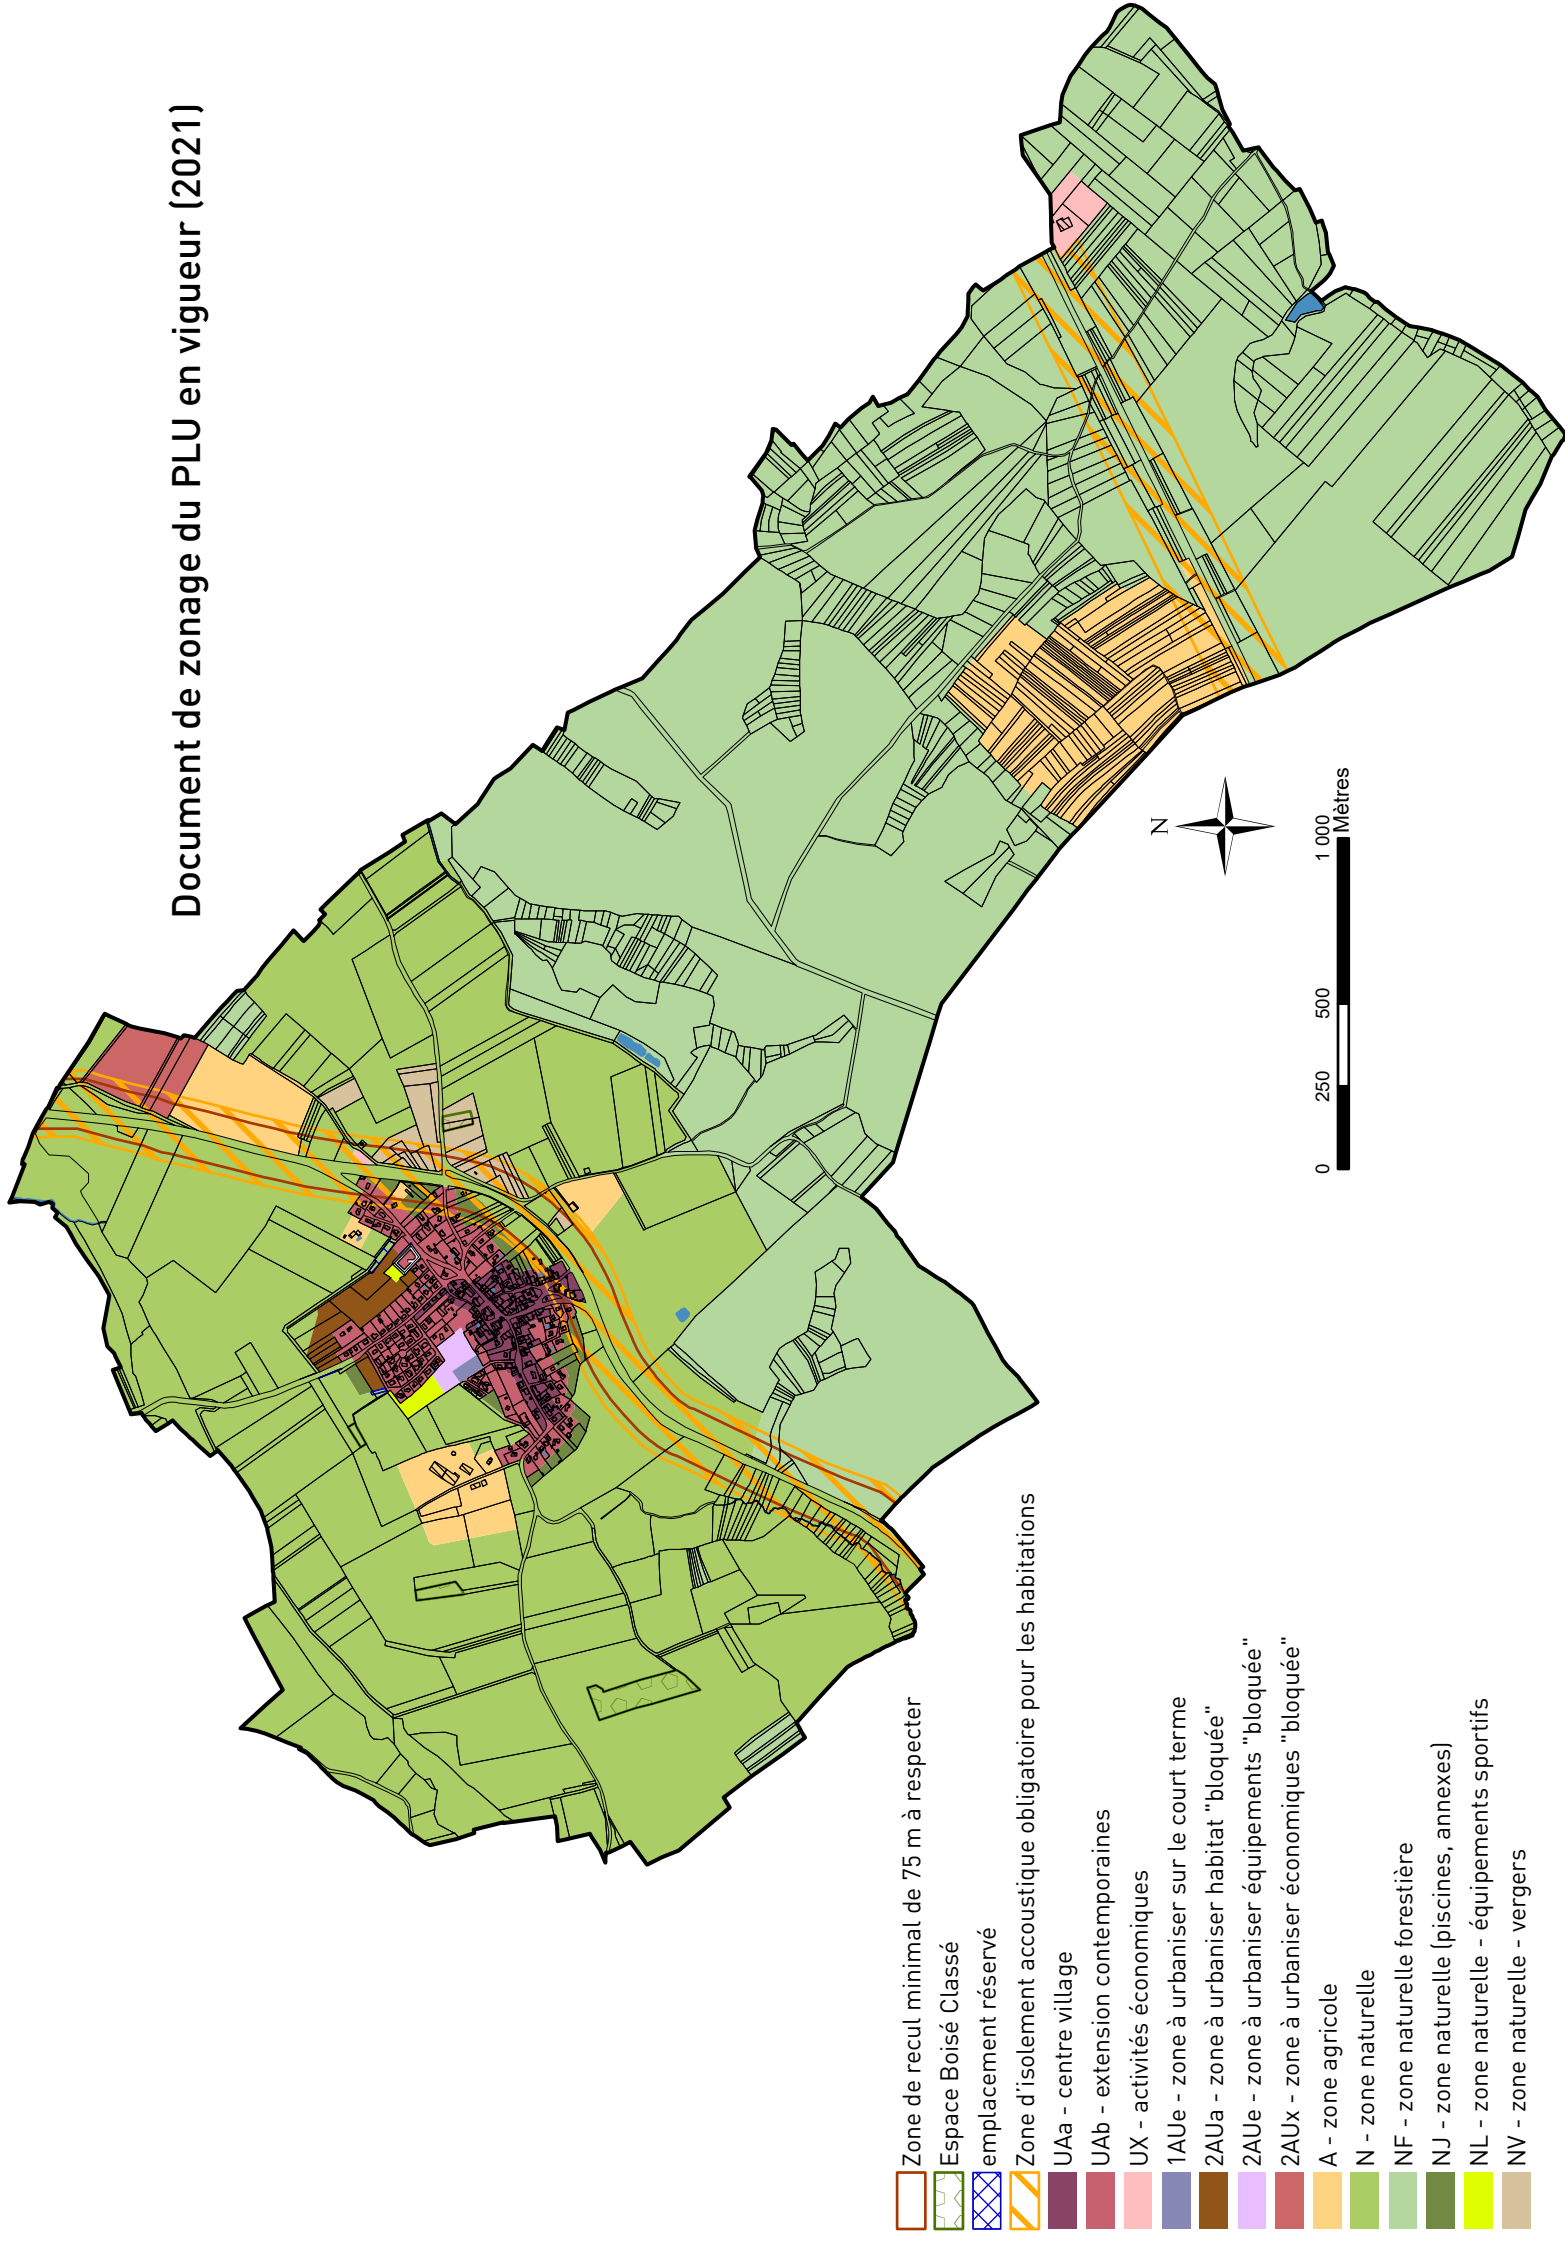 Document de zonage du PLU en vigueur (2021)
N
0 250 500 1 000
Mètres
Zone de recul minimal de 75 m à respecter
Espace Boisé Classé
emplacement réservé
Zone d'isolement accoustique obligatoire pour les habitations
UAa - centre village
UAb - extension contemporaines
UX - activités économiques
1AUe - zone à urbaniser sur le court terme
2AUa - zone à urbaniser habitat "bloquée"
2AUe - zone à urbaniser équipements "bloquée"
2AUx - zone à urbaniser économiques "bloquée"
A - zone agricole
N - zone naturelle
NF - zone naturelle forestière
NJ - zone naturelle (piscines, annexes)
NL - zone naturelle - équipements sportifs
NV - zone naturelle - vergers